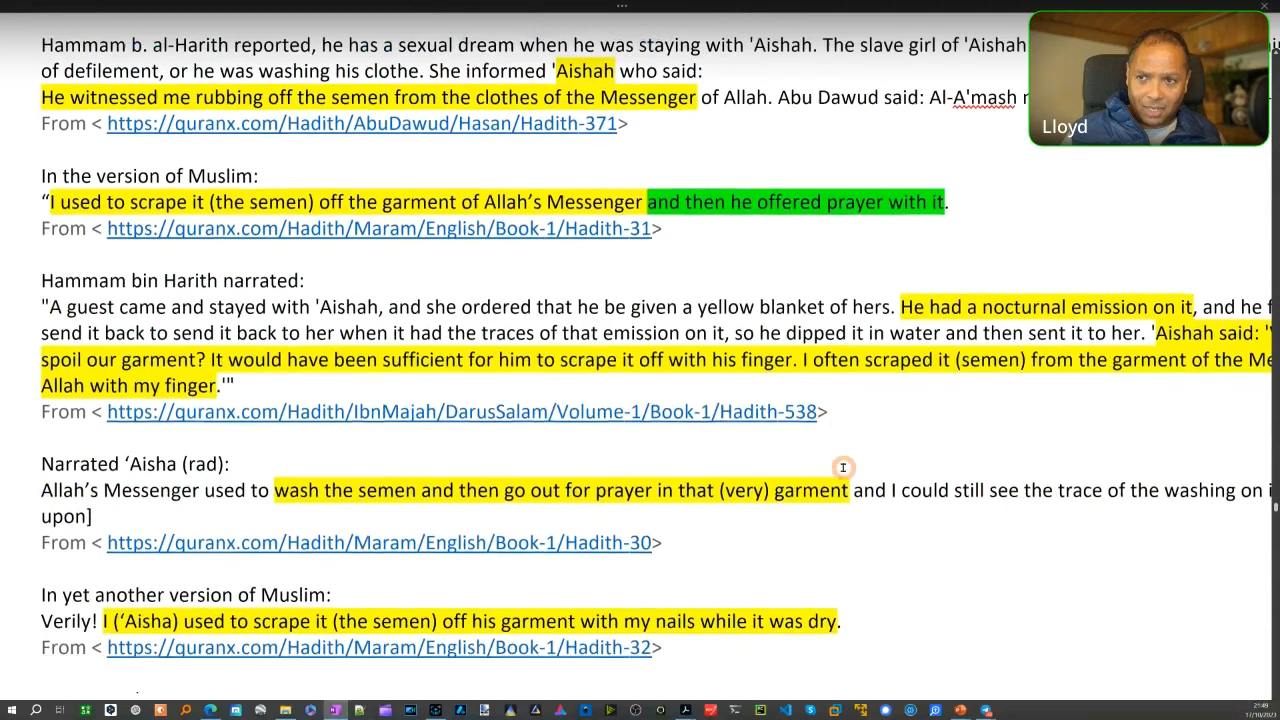 Hammam b. al-Harith reported, he has a sexual dream when he was staying with 'Aishah. The slave girl of 'Aishah
of defilement, or he was washing his clothe. She informed 'Aishah who said:
He witnessed me rubbing off the semen from the clothes of the Messenger of Allah. Abu Dawud said: Al-A'mash
From < https://quranx.com/Hadith/AbuDawud/Hasan/Hadith-371>
Lloyd
In the version of Muslim:
“I used to scrape it (the semen) off the garment of Allah’s Messenger and then he offered prayer with it.
From < https://quranx.com/Hadith/Maram/English/Book-1/Hadith-31>
Hammam bin Harith narrated:
"A guest came and stayed with 'Aishah, and she ordered that he be given a yellow blanket of hers. He had a nocturnal emission on it, and he
send it back to send it back to her when it had the traces of that emission on it, so he dipped it in water and then sent it to her. 'Aishah said:
spoil our garment? It would have been sufficient for him to scrape it off with his finger. I often scraped it (semen) from the garment of the
Allah with my finger.'"
From < https://quranx.com/Hadith/IbnMajah/DarusSalam/Volume-1/Book-1/Hadith-538>
Narrated ‘Aisha (rad):
Allah’s Messenger used to wash the semen and then go out for prayer in that (very) garment and I could still see the trace of the washing on
upon]
From < https://quranx.com/Hadith/Maram/English/Book-1/Hadith-30>
In yet another version of Muslim:
Verily! I (‘Aisha) used to scrape it (the semen) off his garment with my nails while it was dry.
From < https://quranx.com/Hadith/Maram/English/Book-1/Hadith-32>
21:49
17/10/2023